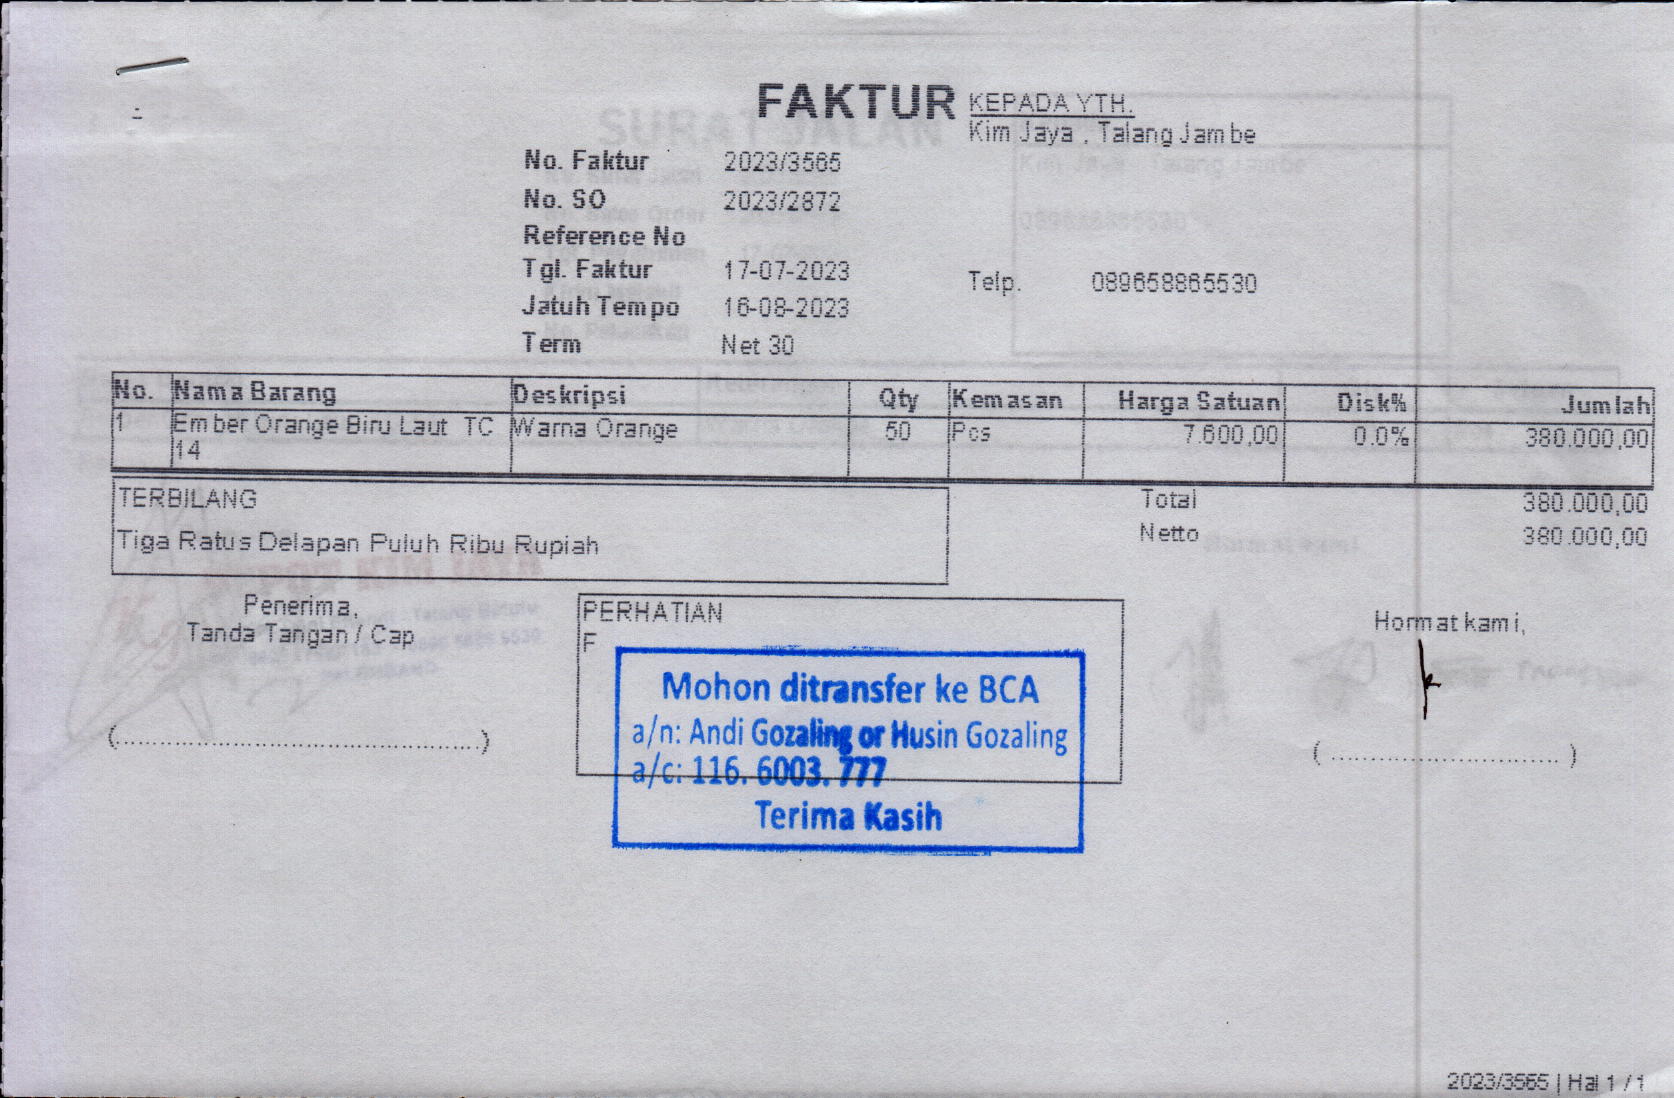 FAKTUR
KEPADA YTH.
Kim Jaya , Talang Jambe
No. Faktur 2023/3565
No. SO 2023/2872
Reference No
Tgl. Faktur 17-07-2023
Telp. 089658865530
Jatuh Tempo 16-08-2023
Term Net 30
No. Nama Barang Deskripsi Qty Kemasan Harga Satuan Disk% Jumlah
1 Ember Orange Biru Laut TC 14 Warna Orange 50 Pcs 7.600,00 0.0% 380.000,00
TERBILANG
Tiga Ratus Delapan Puluh Ribu Rupiah
Total 380.000,00
Netto 380.000,00
Penerima,
Tanda Tangan / Cap
(............................................)
PERHATIAN
F
Mohon ditransfer ke BCA
a/n: Andi Gozaling or Husin Gozaling
a/c: 116. 6003. 777
Terima Kasih
Hormat kami,
( ............................ )
2023/3565 | Hal 1 / 1